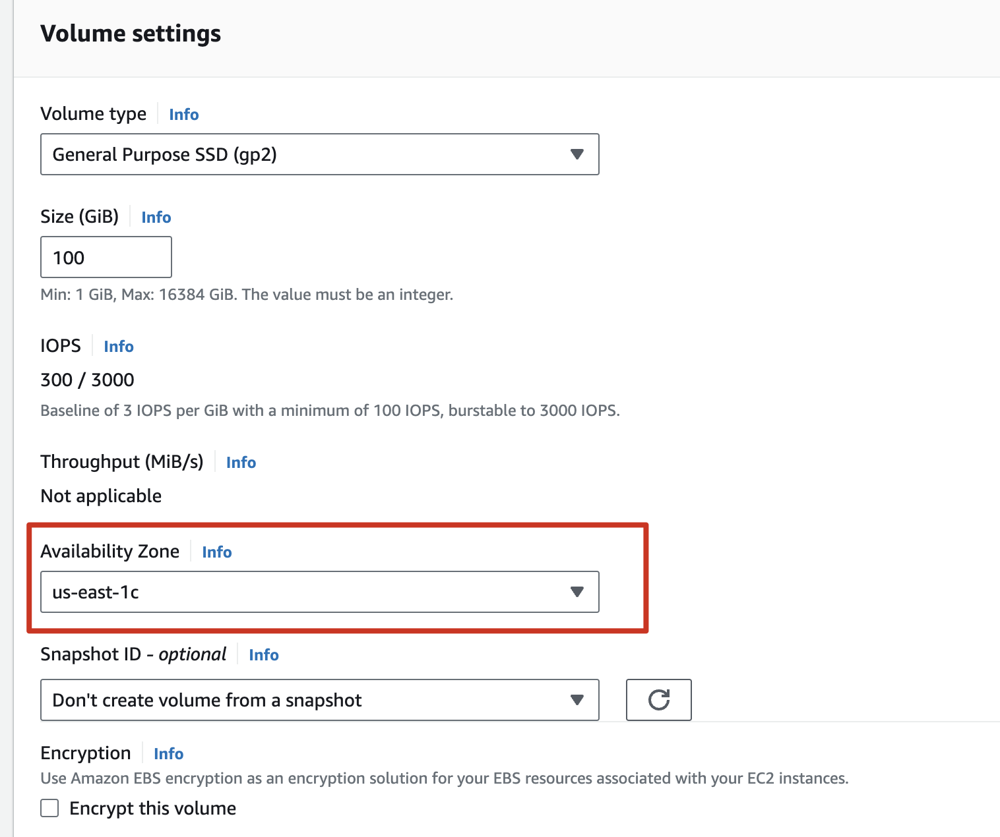 Volume settings
Volume type Info
General Purpose SSD (gp2)
Size (GiB) Info
100
Min: 1 GiB, Max: 16384 GiB. The value must be an integer.
IOPS Info
300 / 3000
Baseline of 3 IOPS per GiB with a minimum of 100 IOPS, burstable to 3000 IOPS.
Throughput (MiB/s) Info
Not applicable
Availability Zone Info
us-east-1c
Snapshot ID - optional Info
Don't create volume from a snapshot
Encryption Info
Use Amazon EBS encryption as an encryption solution for your EBS resources associated with your EC2 instances.
Encrypt this volume